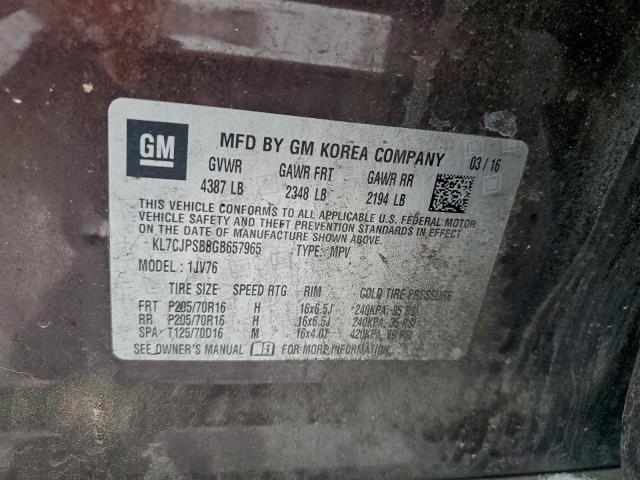 GM MFD BY GM KOREA COMPANY 03/16
GVWR GAWR FRT GAWR RR
4387 LB 2348 LB 2194 LB
THIS VEHICLE CONFORMS TO ALL APPLICABLE U.S. FEDERAL MOTOR
VEHICLE SAFETY AND THEFT PREVENTION STANDARDS IN EFFECT
ON THE DATE OF MANUFACTURE SHOWN ABOVE.
KL7CJPSB8GB657965 TYPE: MPV
MODEL: 1JV76
TIRE SIZE SPEED RTG RIM COLD TIRE PRESSURE
FRT P205/70R16 H 16x6.5J 240KPA, 35 PSI
RR P205/70R16 H 16x6.5J 240KPA, 35 PSI
SPA T125/70D16 M 16x4.0T 420KPA, 60 PSI
SEE OWNER'S MANUAL FOR MORE INFORMATION.